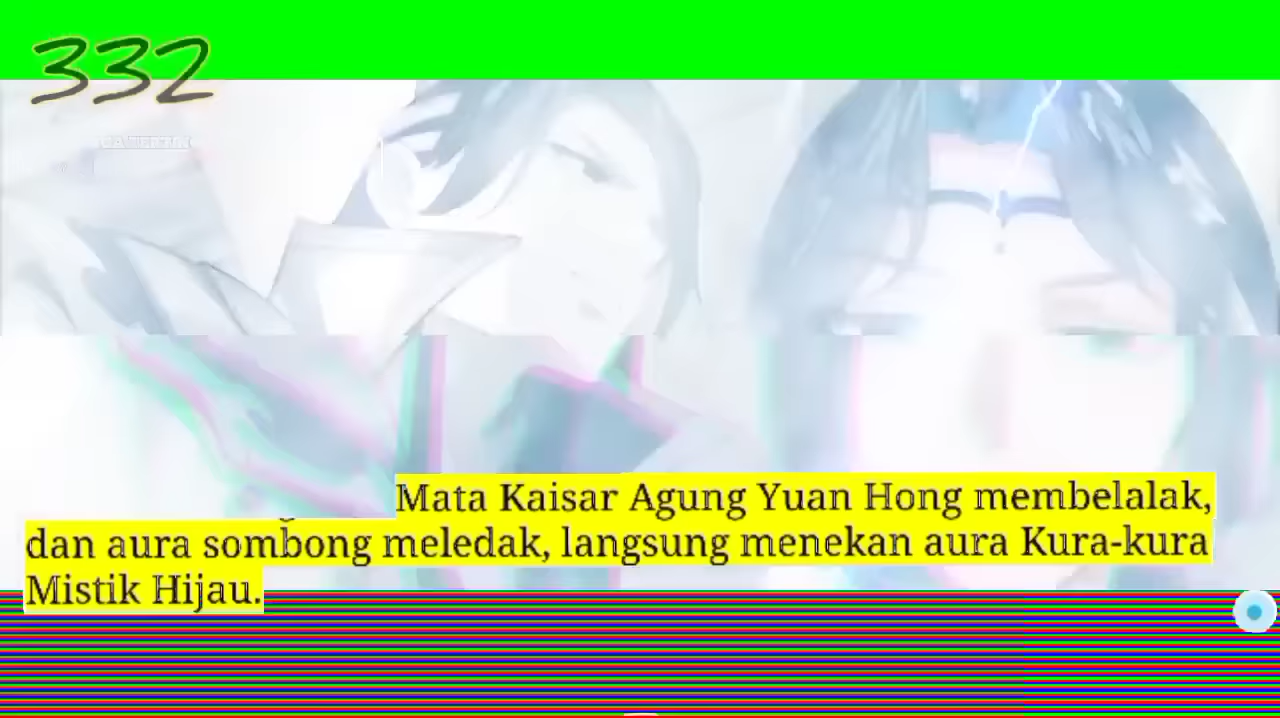 332
Mata Kaisar Agung Yuan Hong membelalak,
dan aura sombong meledak, langsung menekan aura Kura-kura
Mistik Hijau.